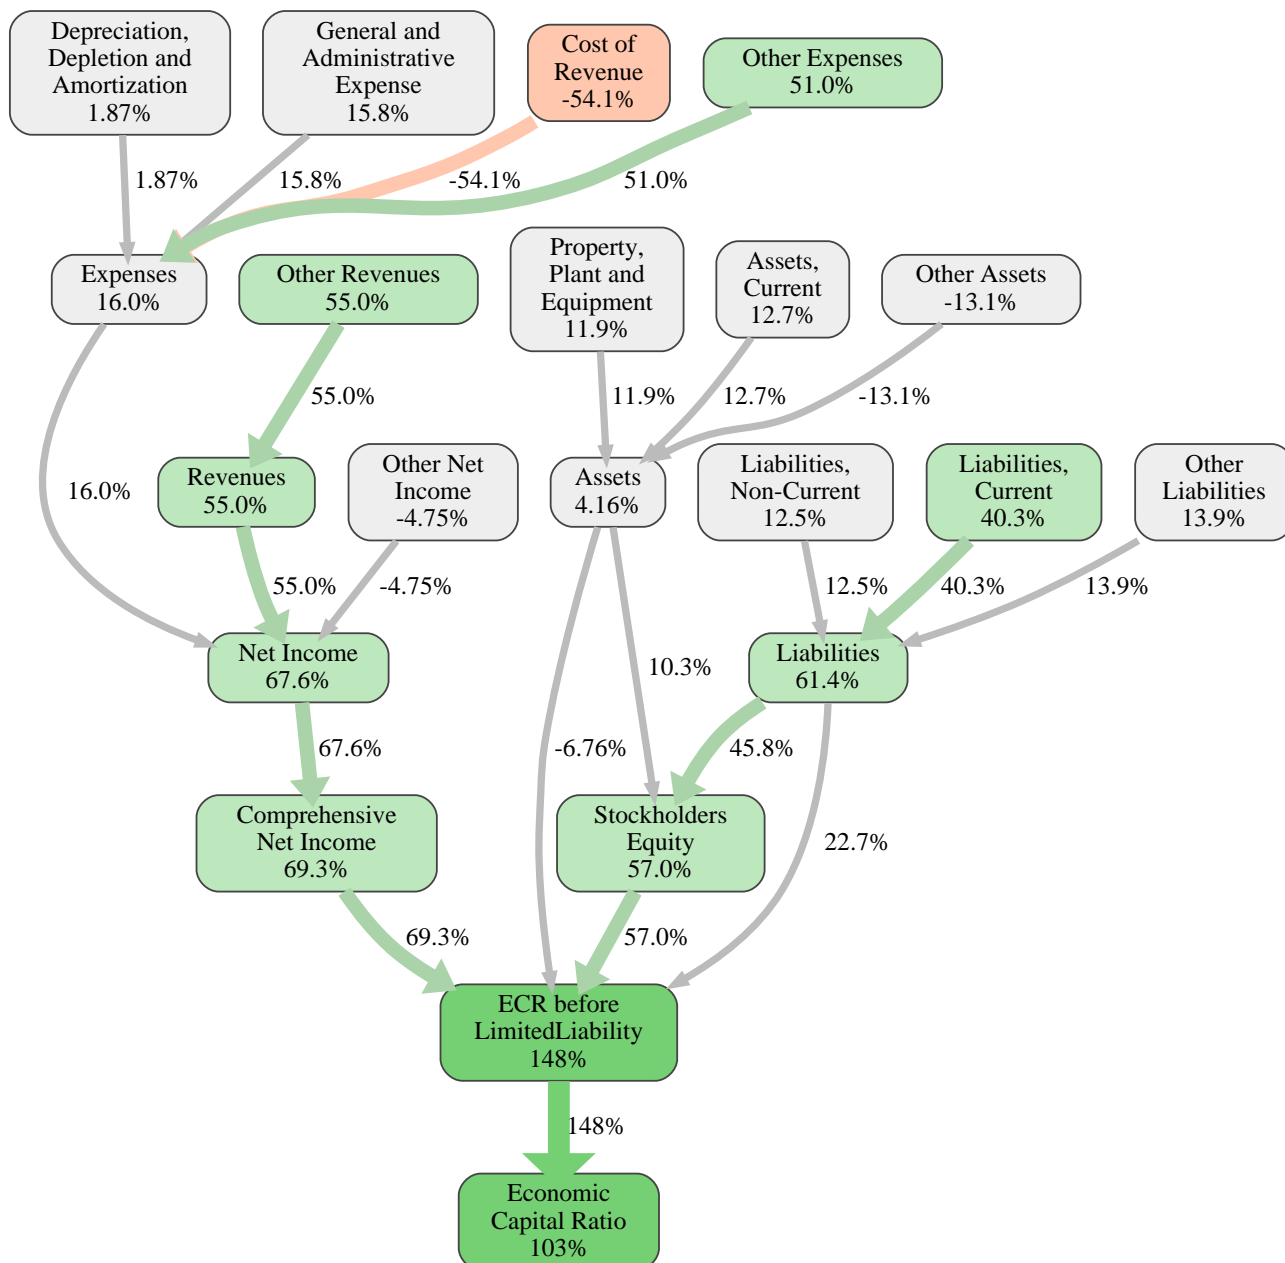 Depreciation,
Depletion and
Amortization
1.87%
General and
Administrative
Expense
15.8%
Cost of
Revenue
-54.1%
Other Expenses
51.0%
1.87%
15.8%
-54.1%
51.0%
Expenses
16.0%
Other Revenues
55.0%
Property,
Plant and
Equipment
11.9%
Assets,
Current
12.7%
Other Assets
-13.1%
55.0%
11.9%
12.7%
-13.1%
16.0%
Revenues
55.0%
Other Net
Income
-4.75%
Assets
4.16%
Liabilities,
Non-Current
12.5%
Liabilities,
Current
40.3%
Other
Liabilities
13.9%
55.0%
-4.75%
12.5%
40.3%
13.9%
Net Income
67.6%
10.3%
Liabilities
61.4%
67.6%
-6.76%
45.8%
Comprehensive
Net Income
69.3%
Stockholders
Equity
57.0%
22.7%
69.3%
57.0%
ECR before
LimitedLiability
148%
148%
Economic
Capital Ratio
103%